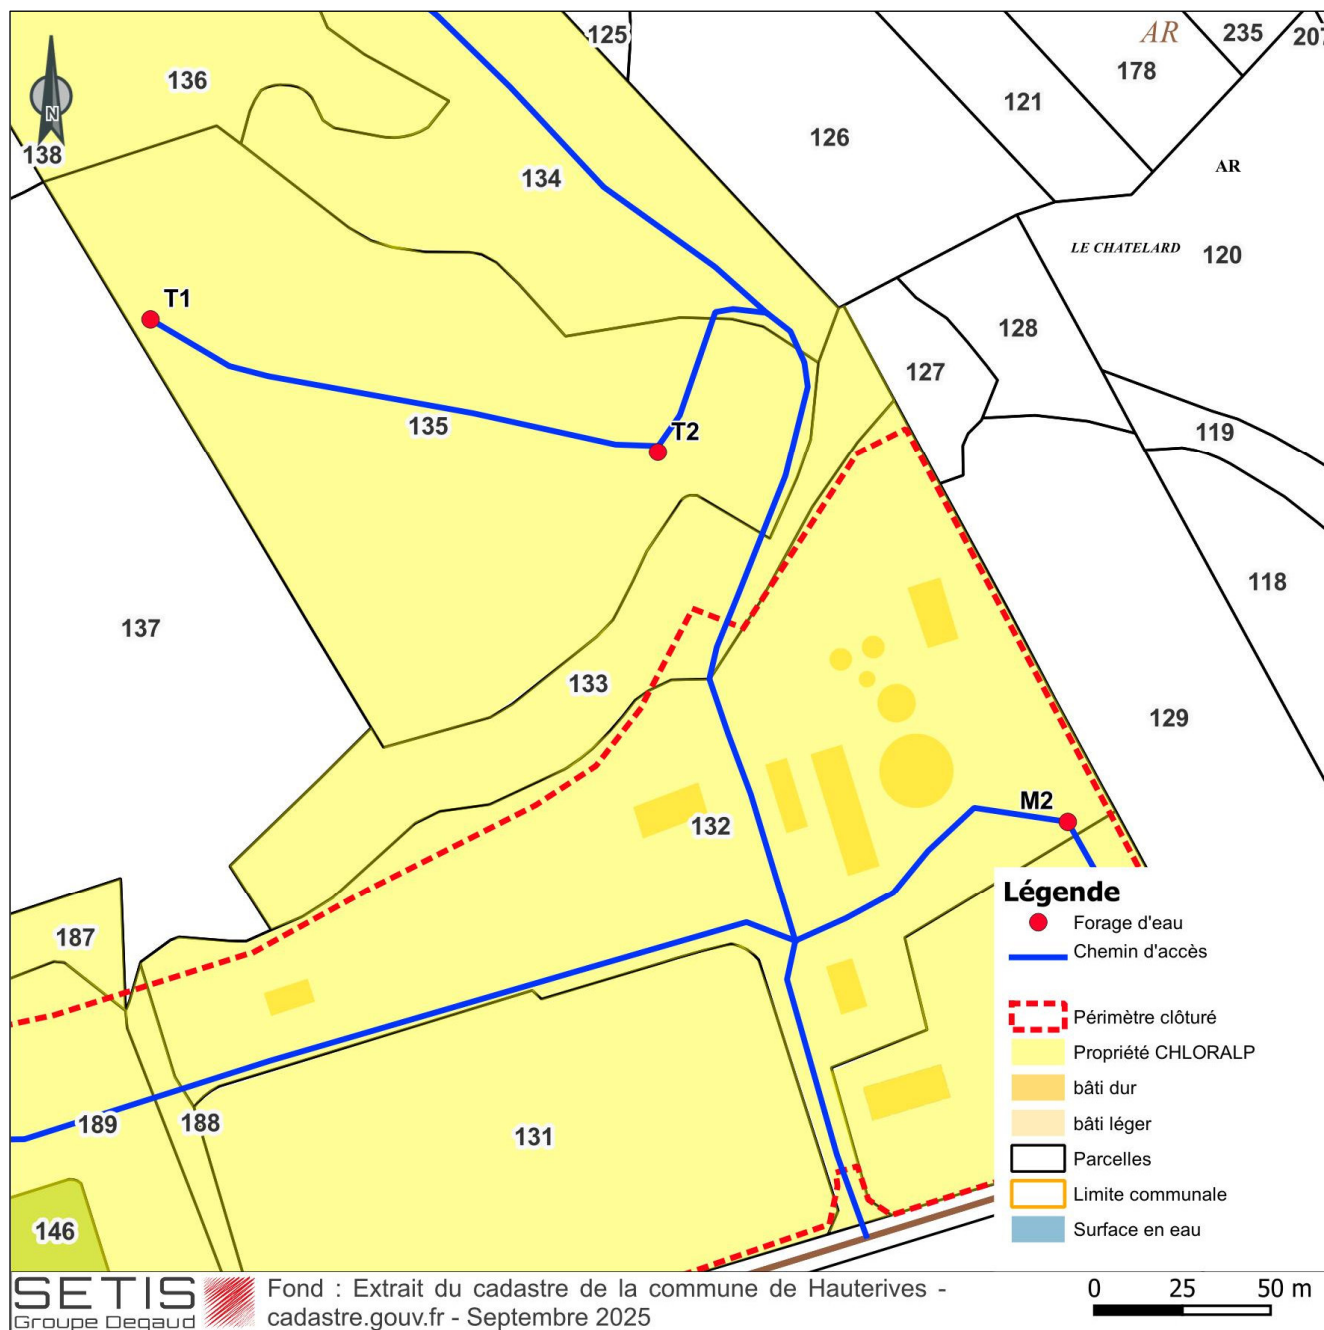 125
AR
235
207
136
178
121
126
138
134
AR
LE CHATELARD
120
N
T1
128
127
135
T2
119
118
137
133
129
M2
132
187
189
188
131
146
Légende
Forage d'eau
Chemin d'accès
Périmètre clôturé
Propriété CHLORALP
bâti dur
bâti léger
Parcelles
Limite communale
Surface en eau
SETIS
Groupe Degaud
Fond : Extrait du cadastre de la commune de Hauterives -
cadastre.gouv.fr - Septembre 2025
0 25 50 m